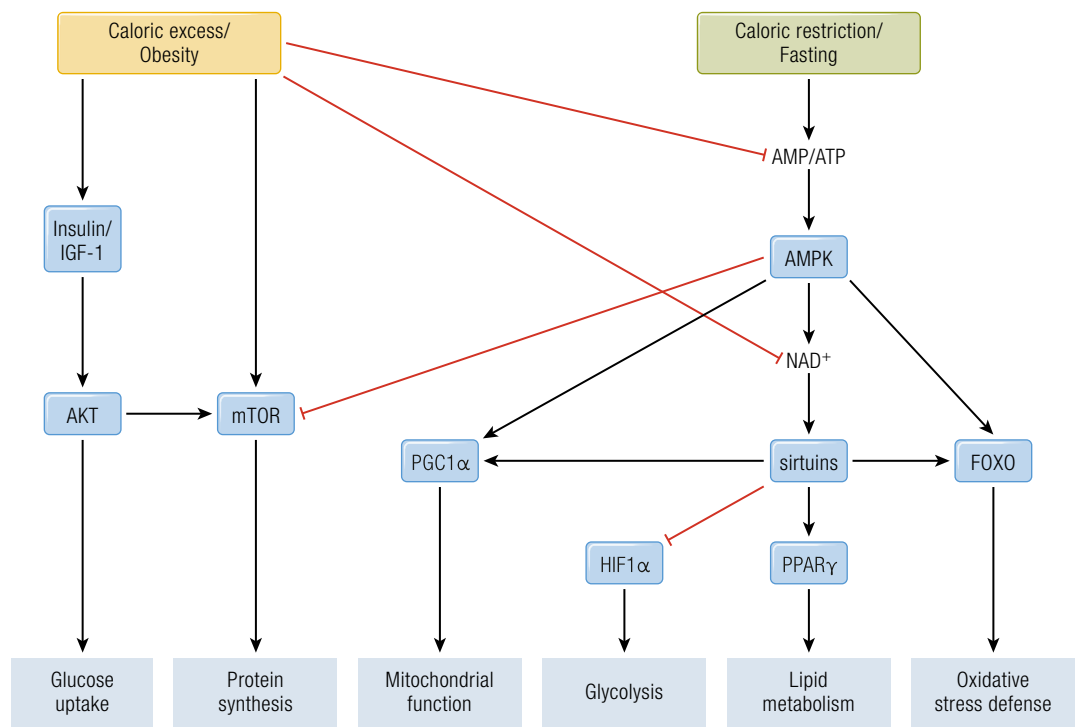 Caloric excess/
Obesity
Caloric restriction/
Fasting
AMP/ATP
Insulin/
IGF-1
AMPK
NAD⁺
AKT
mTOR
PGC1α
sirtuins
FOXO
HIF1α
PPARγ
Glucose
uptake
Protein
synthesis
Mitochondrial
function
Glycolysis
Lipid
metabolism
Oxidative
stress defense